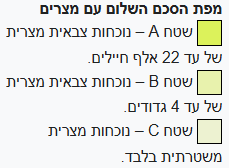 מפת הסכם השלום עם מצרים
שטח A – נוכחות צבאית מצרית
של עד 22 אלף חיילים.
שטח B – נוכחות צבאית מצרית
של עד 4 גדודים.
שטח C – נוכחות מצרית
משטרתית בלבד.